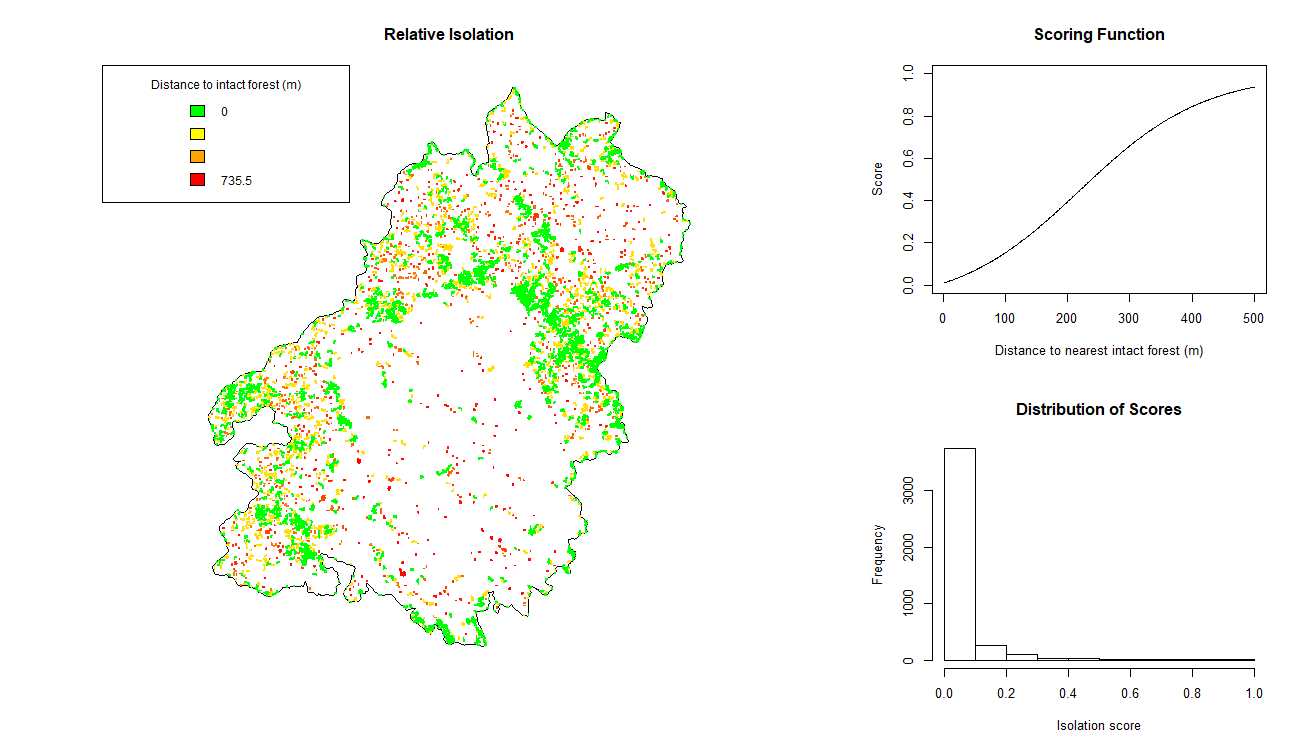 Relative Isolation
Distance to intact forest (m)
0
735.5
Scoring Function
Score
0.0 0.2 0.4 0.6 0.8 1.0
0 100 200 300 400 500
Distance to nearest intact forest (m)
Distribution of Scores
Frequency
0 1000 2000 3000
0.0 0.2 0.4 0.6 0.8 1.0
Isolation score